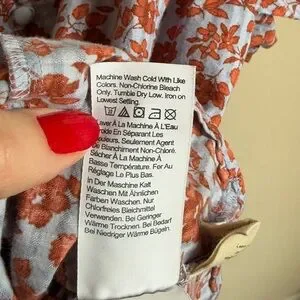 Machine Wash Cold With Like
Colors. Non-Chlorine Bleach
Only. Tumble Dry Low. Iron on
Lowest Setting.
Laver À La Machine À L'Eau
Froide En Séparant Les
Couleurs. Seulement Agent
De Blanchiment Non-Chloré.
Sécher À La Machine À
Basse Température. Fer Au
Réglage Le Plus Bas.
In Der Maschine Kalt
Waschen Mit Ähnlichen
Farben Waschen. Nur
Chlorfreies Bleichmittel
Verwenden. Bei Geringer
Wärme Trocknen. Bei Bedarf
Bei Niedriger Wärme Bügeln.